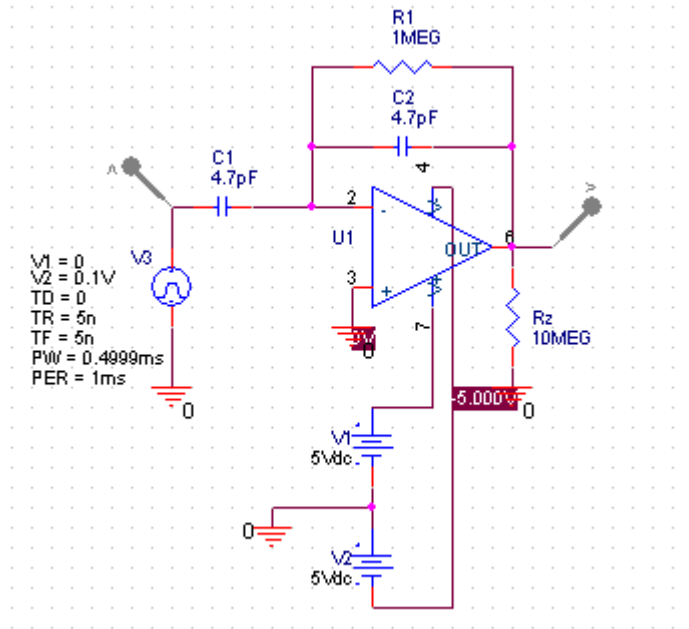 R1
1MEG
C2
4.7pF
4
C1
4.7pF
V
V
2
-
U1
6
OUT
3
+
7
V3
V1 = 0
V2 = 0.1V
TD = 0
TR = 5n
TF = 5n
PW = 0.4999ms
PER = 1ms
0
0
Rz
10MEG
-5.000V
0
V1
5Vdc
0
V2
5Vdc